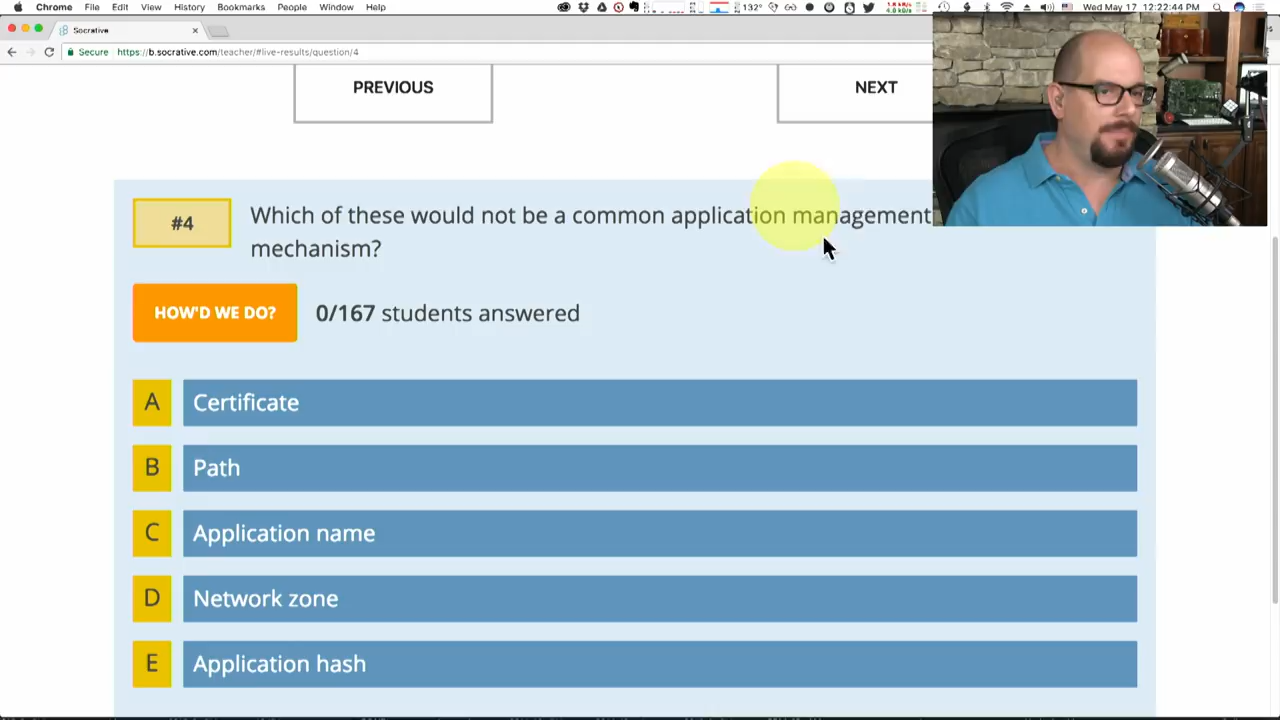 Chrome File Edit View History Bookmarks People Window Help
132°
Wed May 17 12:22:44 PM
Socrative
Secure https://b.socrative.com/teacher/#live-results/question/4
PREVIOUS
NEXT
#4
Which of these would not be a common application management
mechanism?
HOW'D WE DO?
0/167 students answered
A Certificate
B Path
C Application name
D Network zone
E Application hash